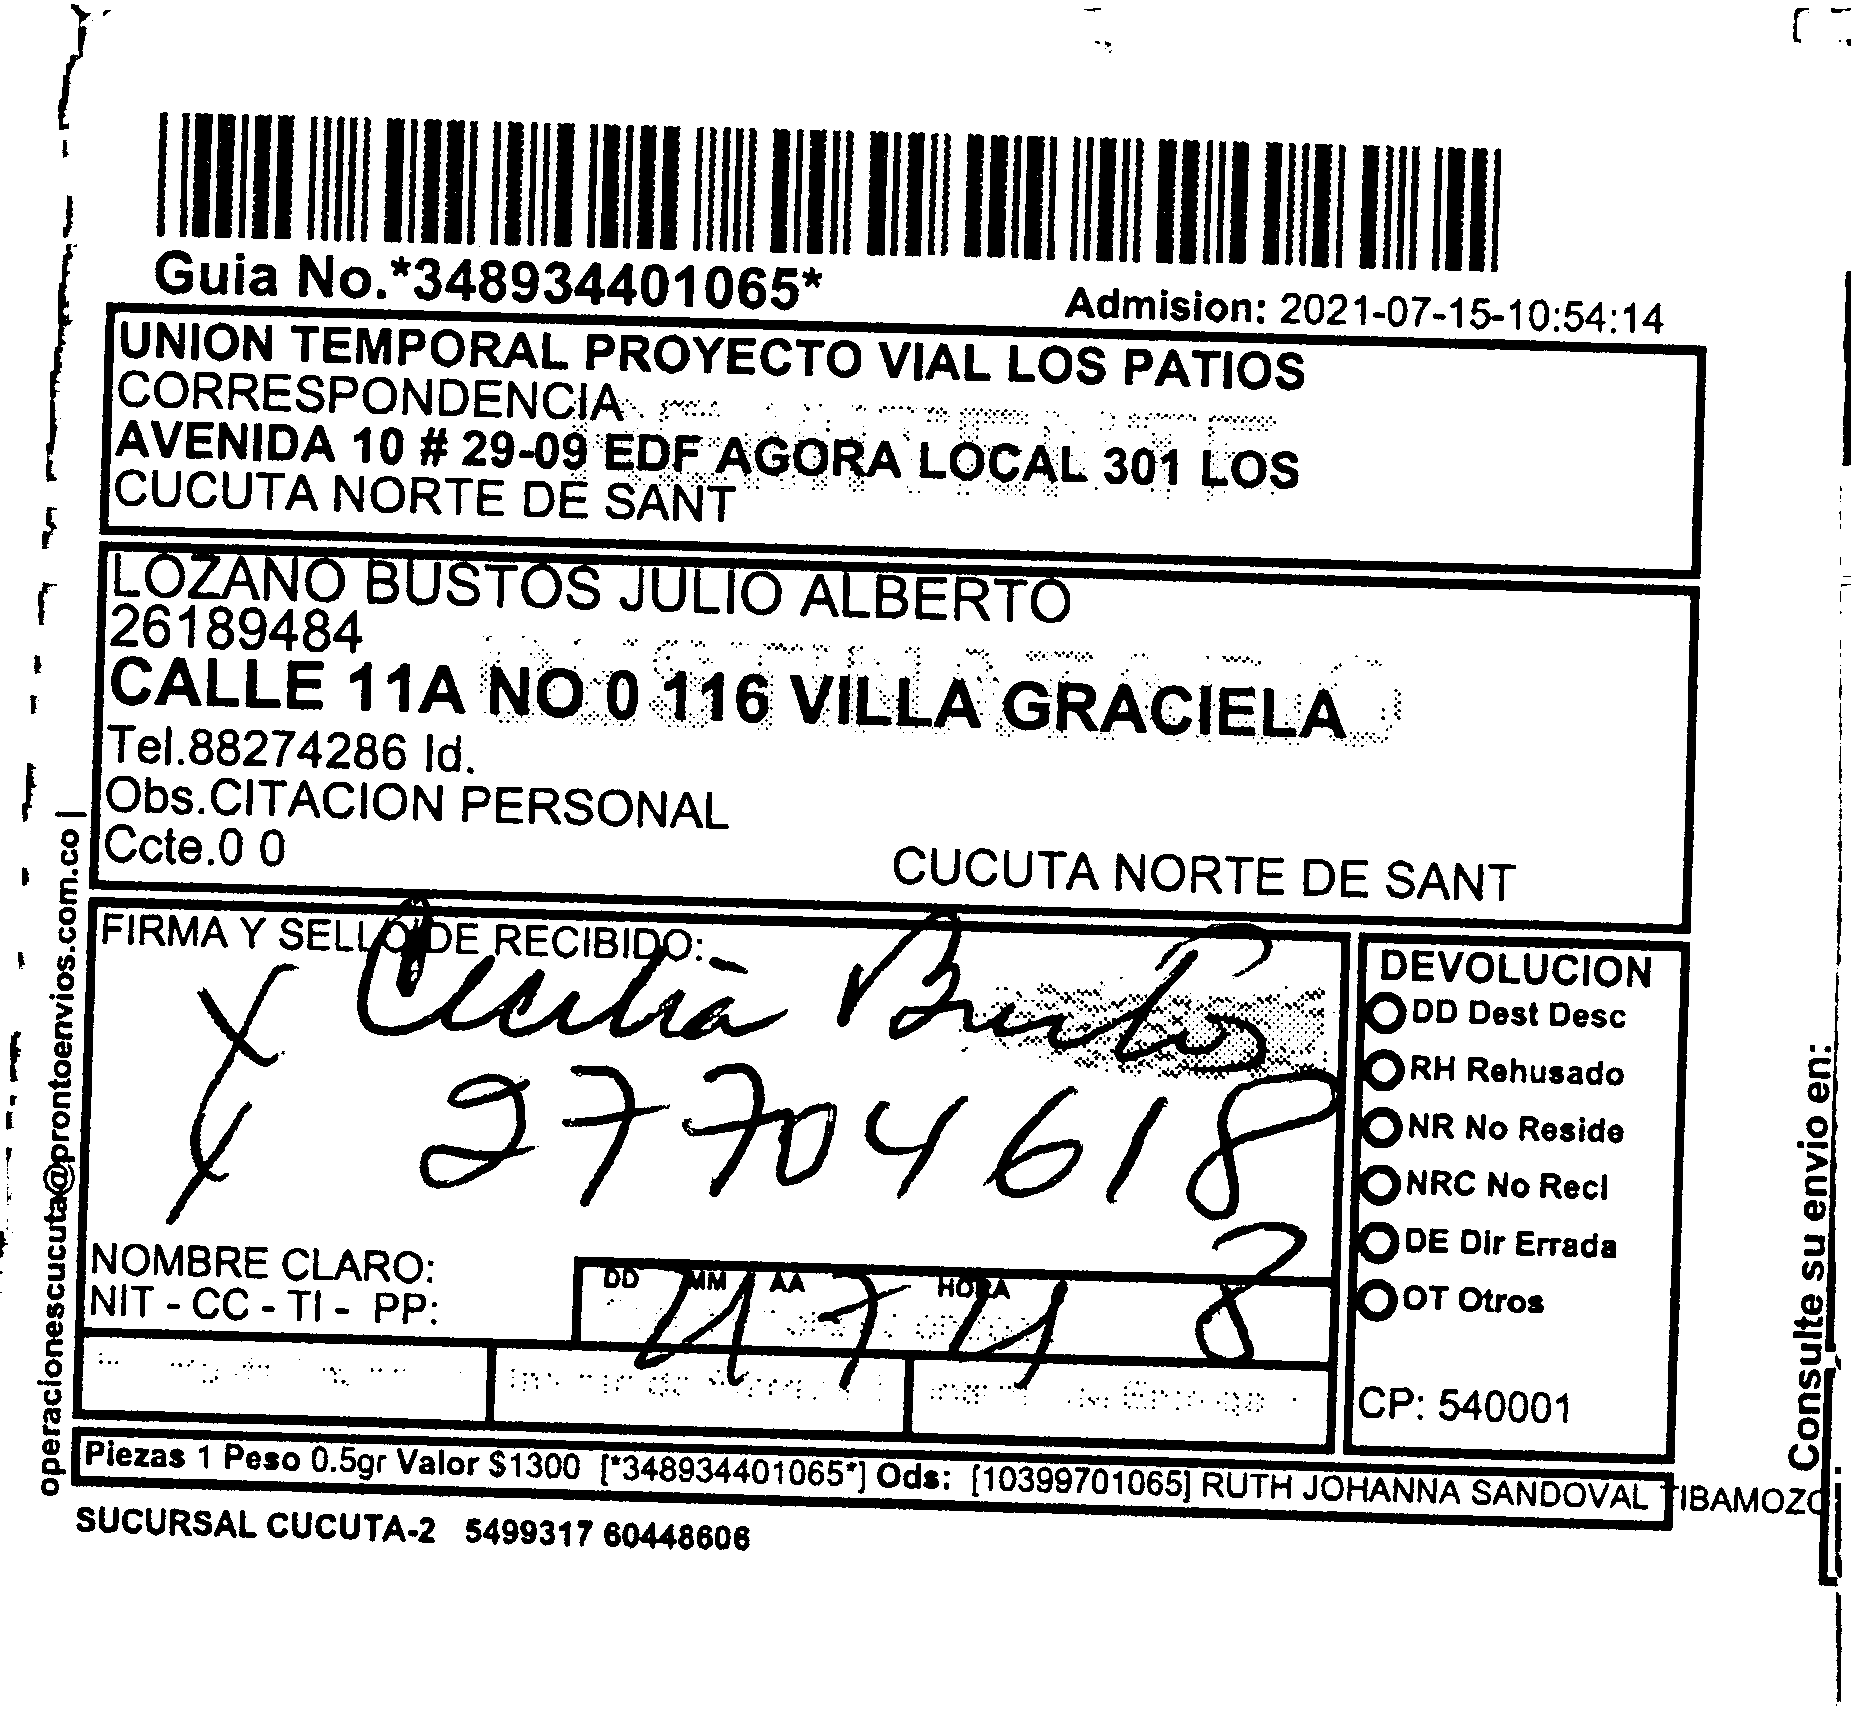 Guia No.*348934401065*
Admision: 2021-07-15-10:54:14
UNION TEMPORAL PROYECTO VIAL LOS PATIOS
CORRESPONDENCIA
AVENIDA 10 # 29-09 EDF AGORA LOCAL 301 LOS
CUCUTA NORTE DE SANT
LOZANO BUSTOS JULIO ALBERTO
26189484
CALLE 11A NO 0 116 VILLA GRACIELA
Tel.88274286 Id.
Obs.CITACION PERSONAL
Ccte.0 0
CUCUTA NORTE DE SANT
FIRMA Y SELLO DE RECIBIDO:
Cecilia Bustos
27704618
NOMBRE CLARO:
NIT - CC - TI - PP:
DD MM AA HORA
DEVOLUCION
DD Dest Desc
RH Rehusado
NR No Reside
NRC No Recl
DE Dir Errada
OT Otros
CP: 540001
Piezas 1 Peso 0.5gr Valor $1300 [*348934401065*] Ods: [10399701065] RUTH JOHANNA SANDOVAL TIBAMOZO
SUCURSAL CUCUTA-2 5499317 60448606
operacionescucuta@prontoenvios.com.co |
Consulte su envio en: